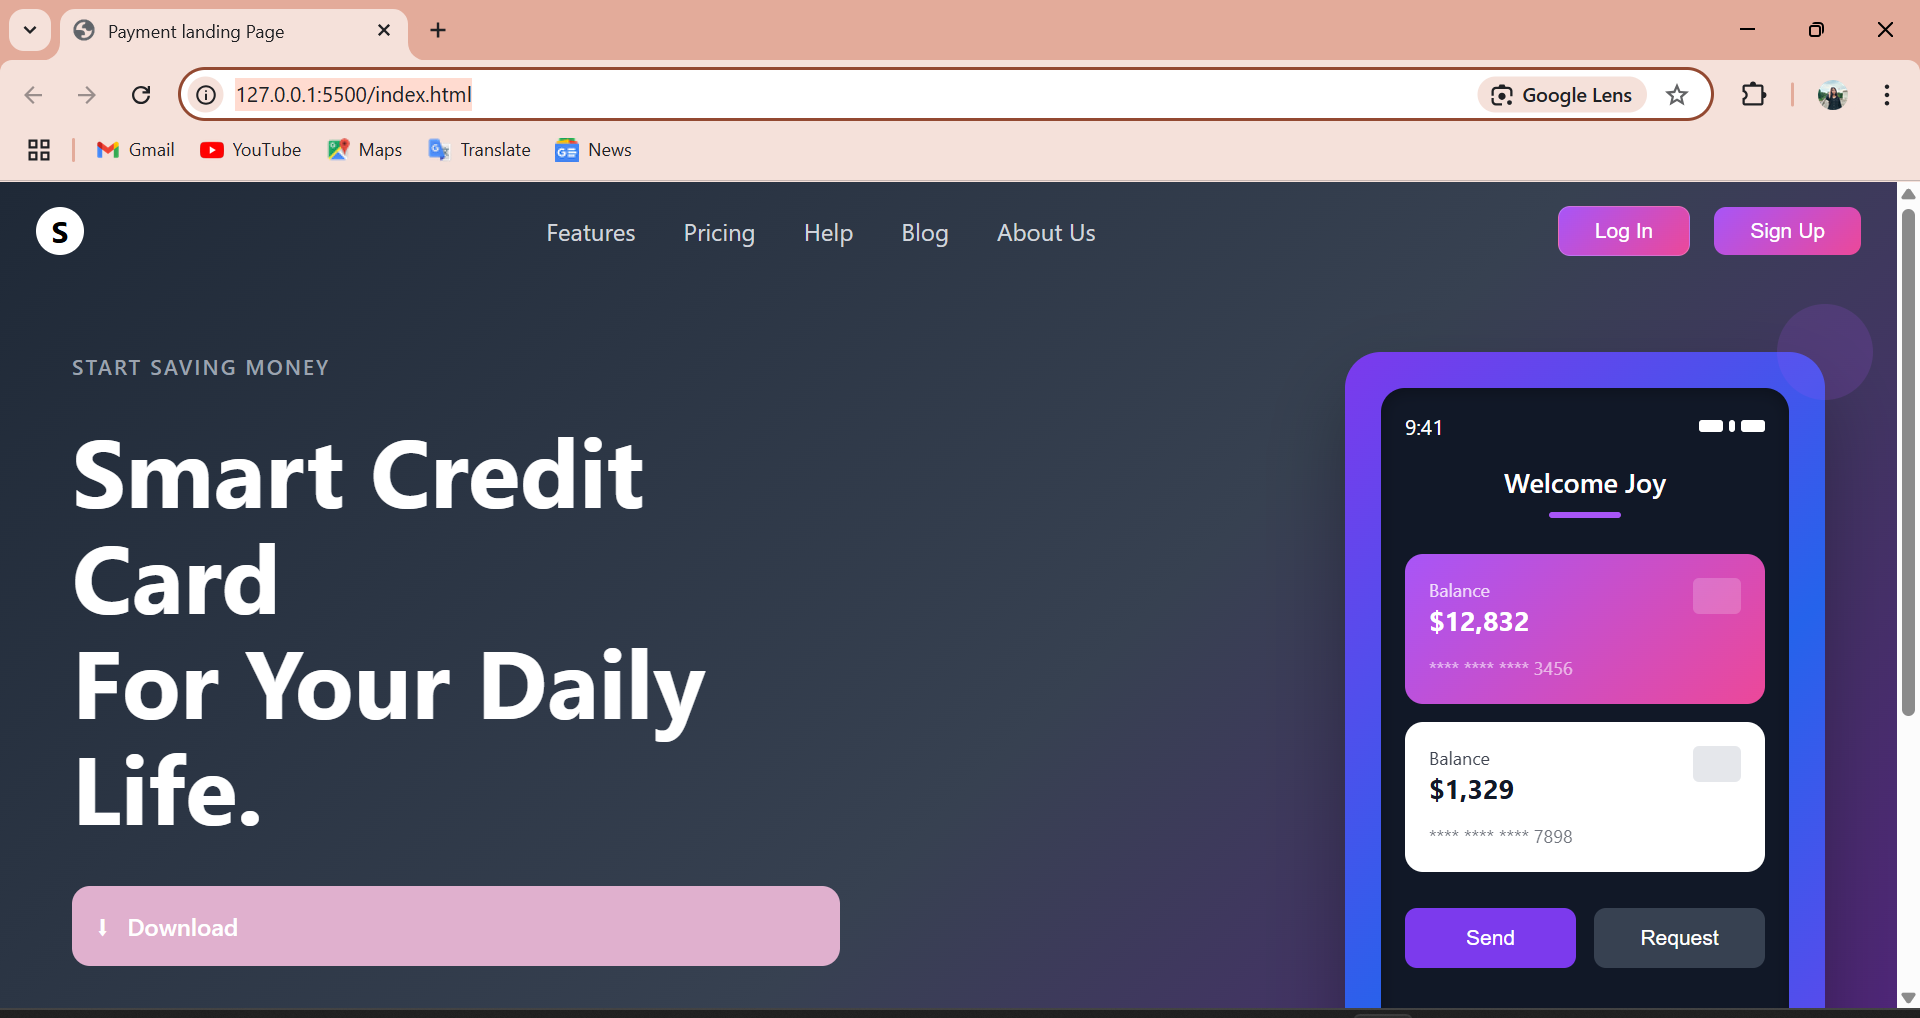 Payment landing Page
127.0.0.1:5500/index.html
Google Lens
Gmail YouTube Maps Translate News
S
Features Pricing Help Blog About Us
Log In Sign Up
START SAVING MONEY
Smart Credit
Card
For Your Daily
Life.
Download
9:41
Welcome Joy
Balance
$12,832
**** **** **** 3456
Balance
$1,329
**** **** **** 7898
Send Request